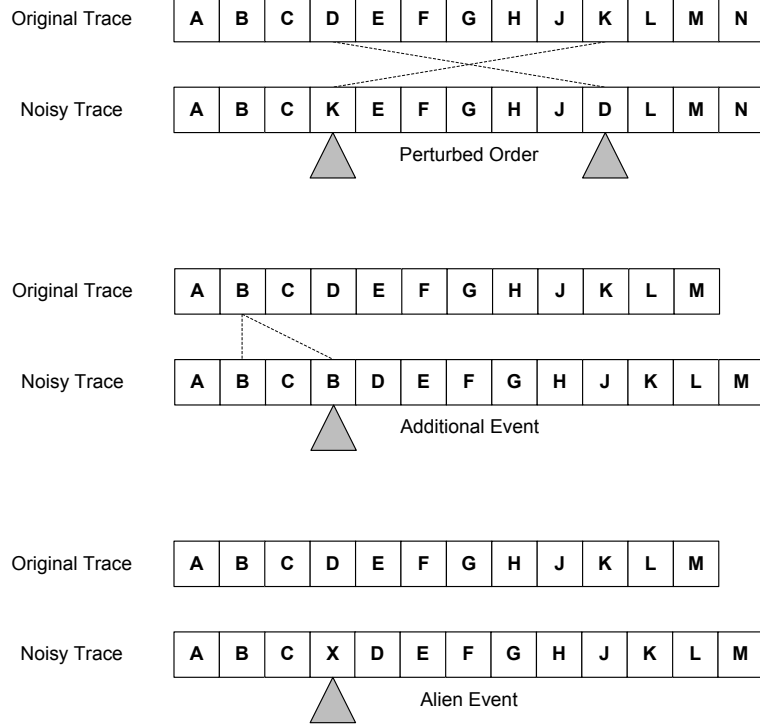 Original Trace A B C D E F G H J K L M N
Noisy Trace A B C K E F G H J D L M N
Perturbed Order
Original Trace A B C D E F G H J K L M
Noisy Trace A B C B D E F G H J K L M
Additional Event
Original Trace A B C D E F G H J K L M
Noisy Trace A B C X D E F G H J K L M
Alien Event